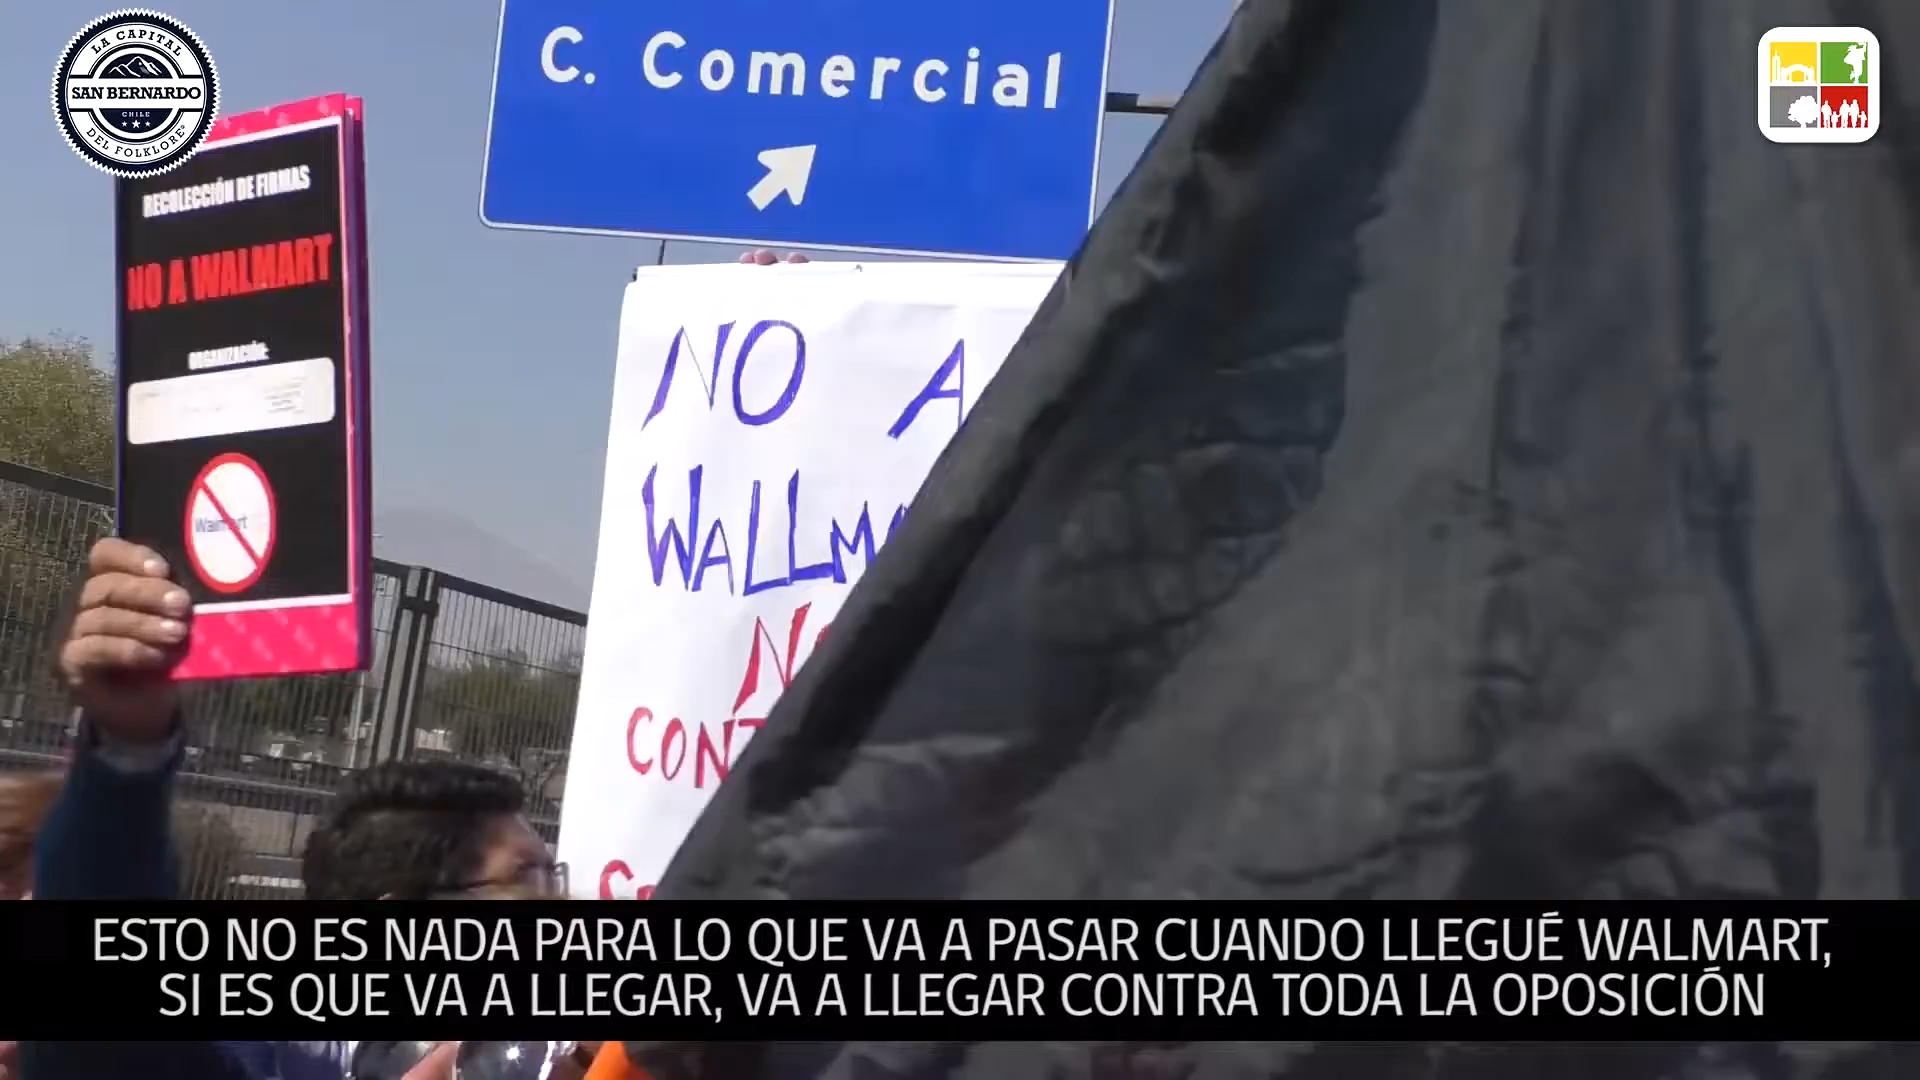 LA CAPITAL
SAN BERNARDO
CHILE
DEL FOLKLORE
C. Comercial
RECOLECCIÓN DE FIRMAS
NO A WALMART
ORGANIZACIÓN:
Walmart
NO A
WALLM
CONT
ESTO NO ES NADA PARA LO QUE VA A PASAR CUANDO LLEGUÉ WALMART,
SI ES QUE VA A LLEGAR, VA A LLEGAR CONTRA TODA LA OPOSICIÓN